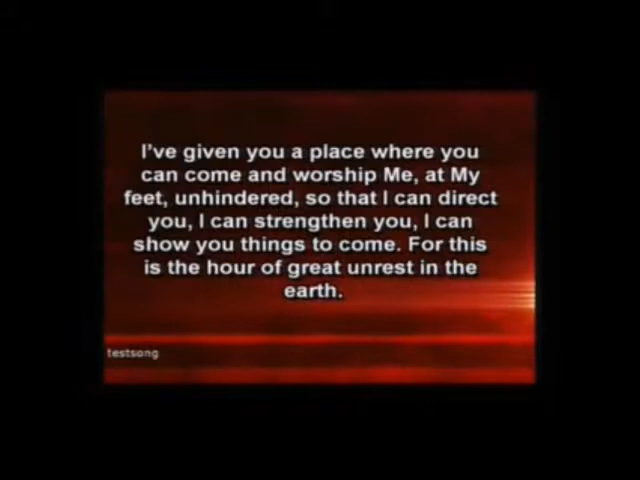 I've given you a place where you
can come and worship Me, at My
feet, unhindered, so that I can direct
you, I can strengthen you, I can
show you things to come. For this
is the hour of great unrest in the
earth.
testsong